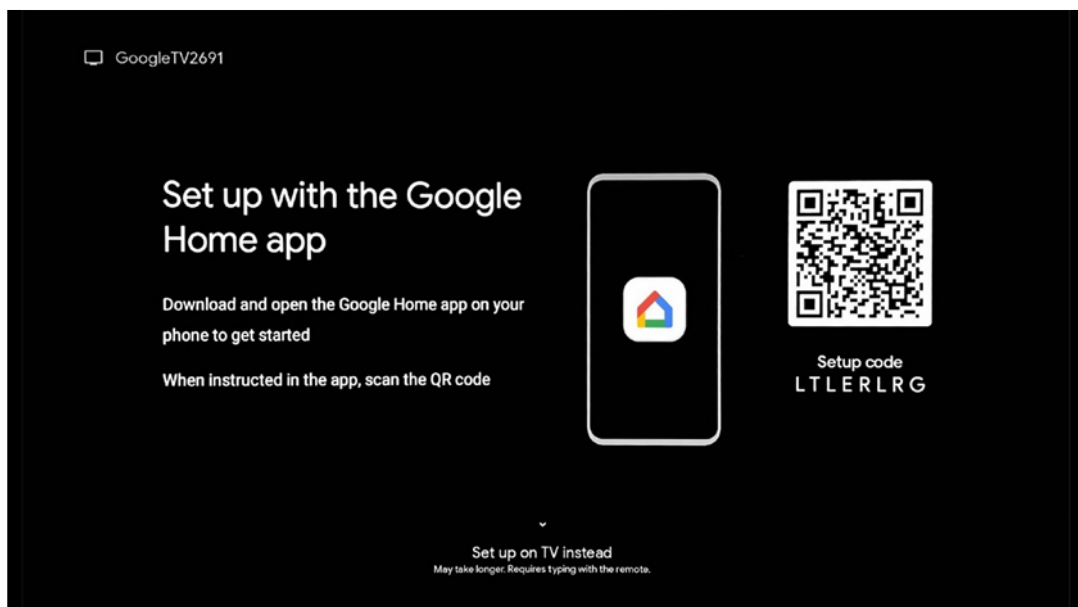 GoogleTV2691
Set up with the Google
Home app
Download and open the Google Home app on your
phone to get started
When instructed in the app, scan the QR code
Setup code
LTLERLRG
Set up on TV instead
May take longer. Requires typing with the remote.